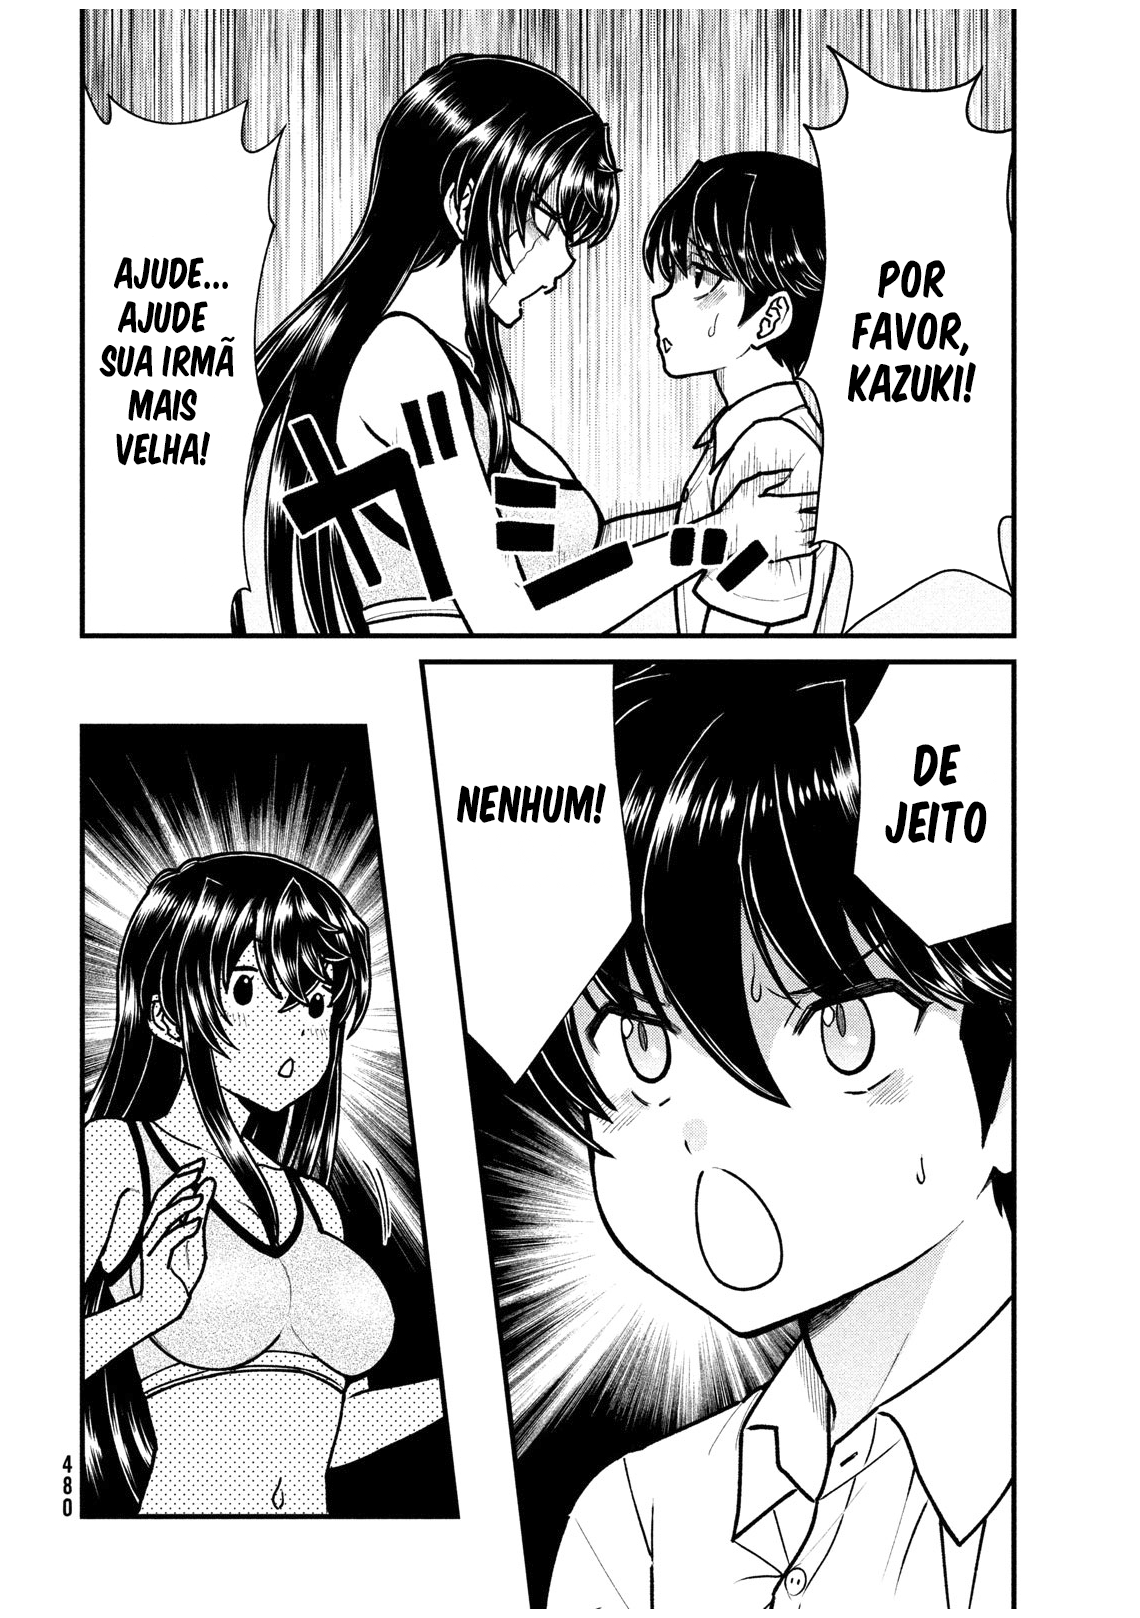 POR
FAVOR,
KAZUKI!
AJUDE...
AJUDE
SUA IRMÃ
MAIS
VELHA!
ガシッ
DE
JEITO
NENHUM!
480